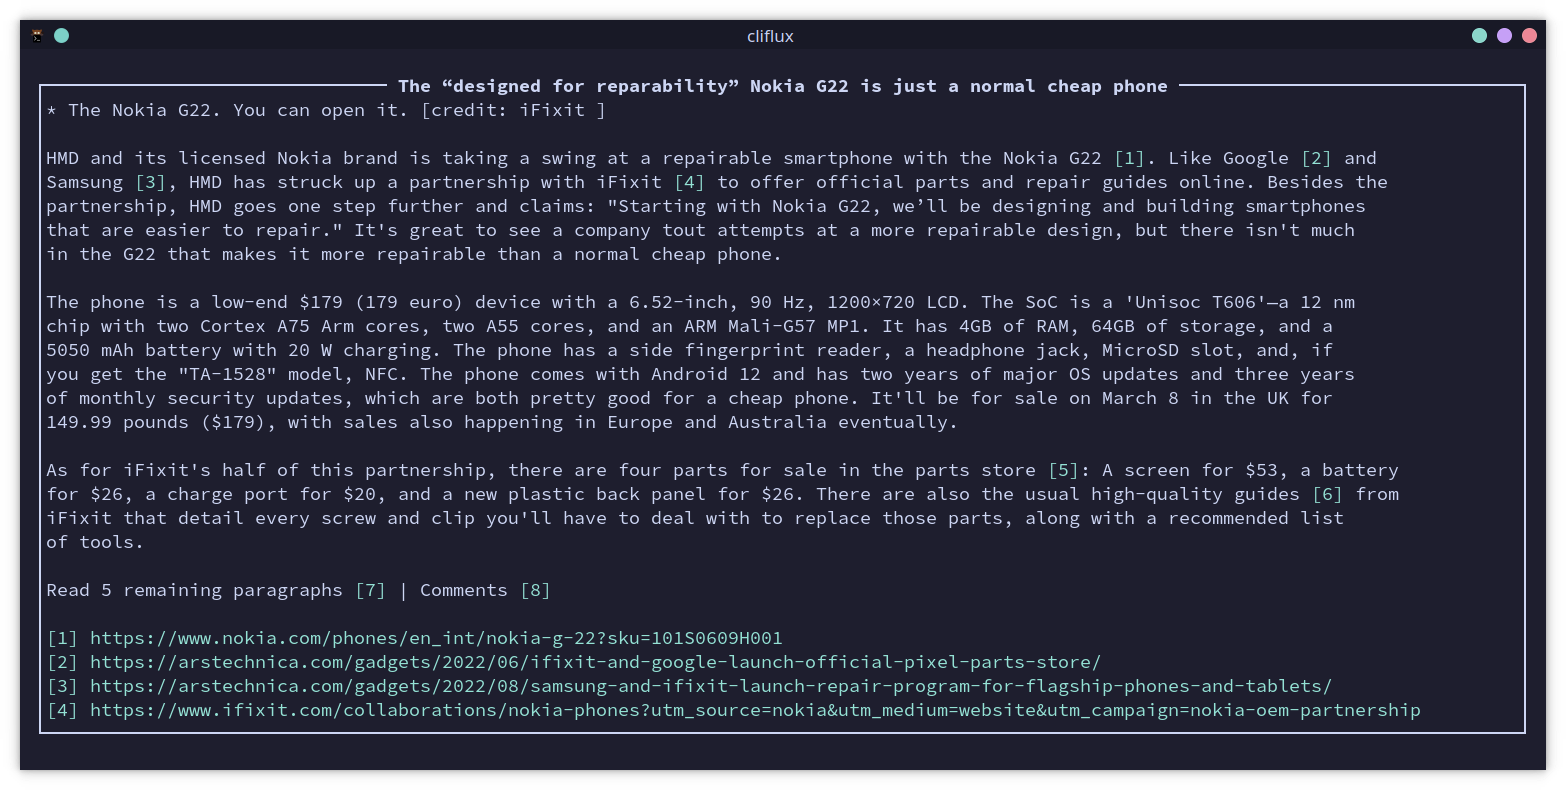 cliflux
The “designed for reparability” Nokia G22 is just a normal cheap phone
* The Nokia G22. You can open it. [credit: iFixit ]
HMD and its licensed Nokia brand is taking a swing at a repairable smartphone with the Nokia G22 [1]. Like Google [2] and
Samsung [3], HMD has struck up a partnership with iFixit [4] to offer official parts and repair guides online. Besides the
partnership, HMD goes one step further and claims: "Starting with Nokia G22, we’ll be designing and building smartphones
that are easier to repair." It's great to see a company tout attempts at a more repairable design, but there isn't much
in the G22 that makes it more repairable than a normal cheap phone.
The phone is a low-end $179 (179 euro) device with a 6.52-inch, 90 Hz, 1200×720 LCD. The SoC is a 'Unisoc T606'—a 12 nm
chip with two Cortex A75 Arm cores, two A55 cores, and an ARM Mali-G57 MP1. It has 4GB of RAM, 64GB of storage, and a
5050 mAh battery with 20 W charging. The phone has a side fingerprint reader, a headphone jack, MicroSD slot, and, if
you get the "TA-1528" model, NFC. The phone comes with Android 12 and has two years of major OS updates and three years
of monthly security updates, which are both pretty good for a cheap phone. It'll be for sale on March 8 in the UK for
149.99 pounds ($179), with sales also happening in Europe and Australia eventually.
As for iFixit's half of this partnership, there are four parts for sale in the parts store [5]: A screen for $53, a battery
for $26, a charge port for $20, and a new plastic back panel for $26. There are also the usual high-quality guides [6] from
iFixit that detail every screw and clip you'll have to deal with to replace those parts, along with a recommended list
of tools.
Read 5 remaining paragraphs [7] | Comments [8]
[1] https://www.nokia.com/phones/en_int/nokia-g-22?sku=101S0609H001
[2] https://arstechnica.com/gadgets/2022/06/ifixit-and-google-launch-official-pixel-parts-store/
[3] https://arstechnica.com/gadgets/2022/08/samsung-and-ifixit-launch-repair-program-for-flagship-phones-and-tablets/
[4] https://www.ifixit.com/collaborations/nokia-phones?utm_source=nokia&utm_medium=website&utm_campaign=nokia-oem-partnership